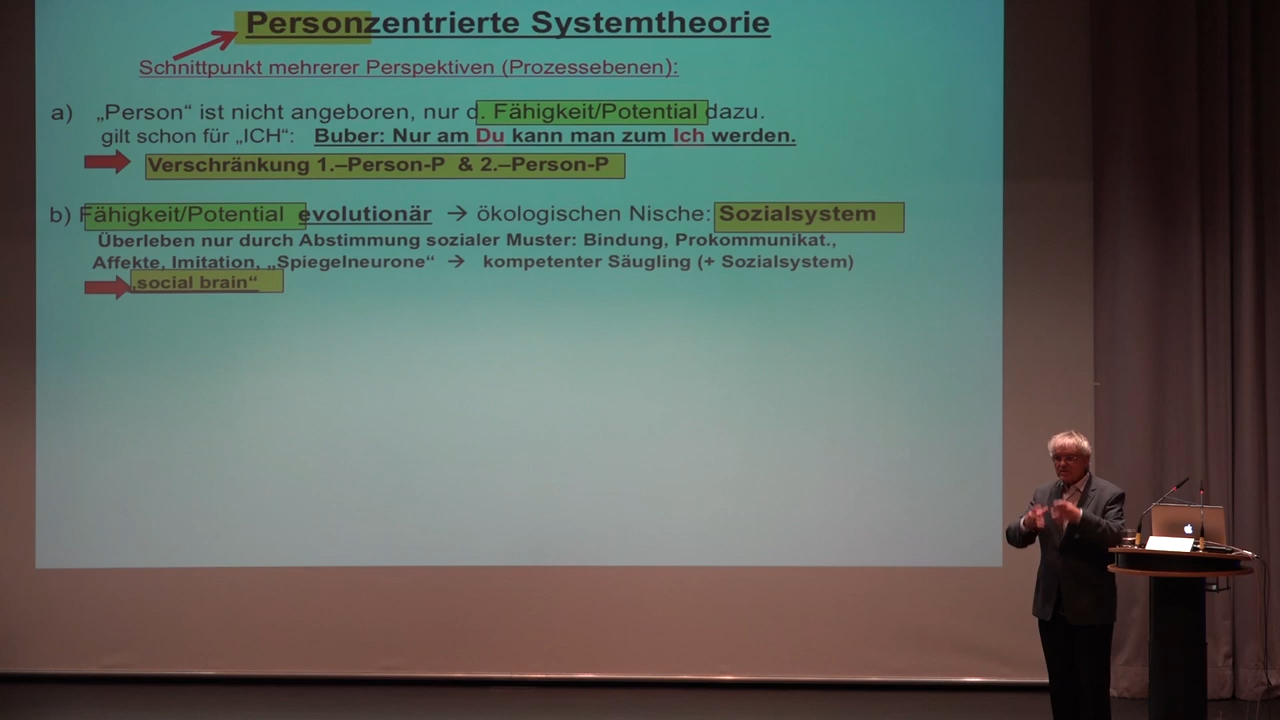 Personzentrierte Systemtheorie
Schnittpunkt mehrerer Perspektiven (Prozessebenen):
a) „Person“ ist nicht angeboren, nur d. Fähigkeit/Potential dazu.
gilt schon für „ICH“: Buber: Nur am Du kann man zum Ich werden.
Verschränkung 1.–Person-P & 2.–Person-P
b) Fähigkeit/Potential evolutionär → ökologischen Nische: Sozialsystem
Überleben nur durch Abstimmung sozialer Muster: Bindung, Prokommunikat.,
Affekte, Imitation, „Spiegelneurone“ → kompetenter Säugling (+ Sozialsystem)
„social brain“